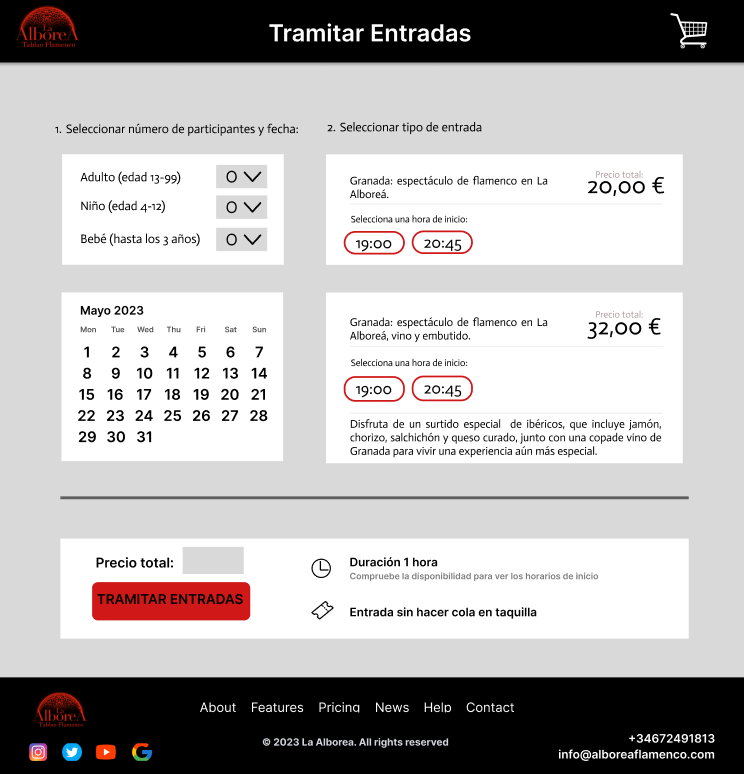 La
AlboreA
Tablao Flamenco
Tramitar Entradas
1. Seleccionar número de participantes y fecha:
2. Seleccionar tipo de entrada
Adulto (edad 13-99) 0
Niño (edad 4-12) 0
Bebé (hasta los 3 años) 0
Granada: espectáculo de flamenco en La
Alboreá.
Precio total:
20,00 €
Selecciona una hora de inicio:
19:00 20:45
Mayo 2023
Mon Tue Wed Thu Fri Sat Sun
1 2 3 4 5 6 7
8 9 10 11 12 13 14
15 16 17 18 19 20 21
22 23 24 25 26 27 28
29 30 31
Granada: espectáculo de flamenco en La
Alboreá, vino y embutido.
Precio total:
32,00 €
Selecciona una hora de inicio:
19:00 20:45
Disfruta de un surtido especial de ibéricos, que incluye jamón,
chorizo, salchichón y queso curado, junto con una copade vino de
Granada para vivir una experiencia aún más especial.
Precio total:
TRAMITAR ENTRADAS
Duración 1 hora
Compruebe la disponibilidad para ver los horarios de inicio
Entrada sin hacer cola en taquilla
La
AlboreA
Tablao Flamenco
About Features Pricing News Help Contact
© 2023 La Alborea. All rights reserved
+34672491813
info@alboreaflamenco.com